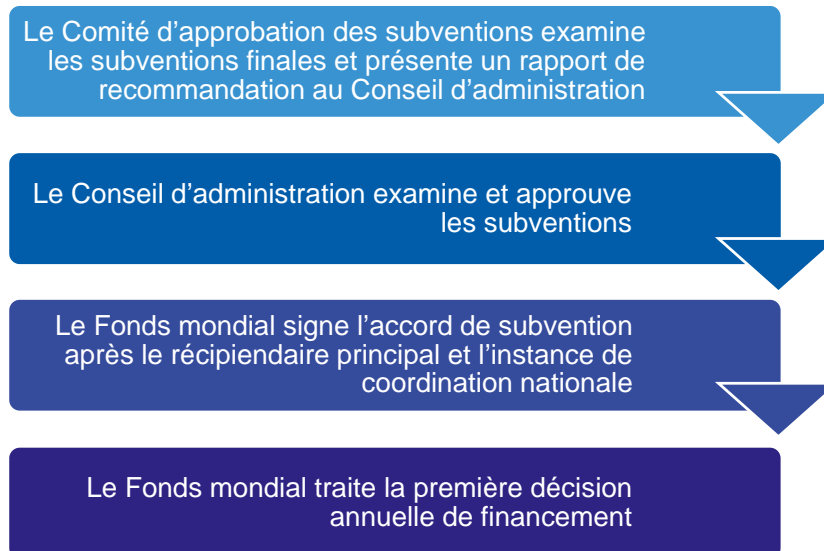 Le Comité d’approbation des subventions examine
les subventions finales et présente un rapport de
recommandation au Conseil d’administration
Le Conseil d’administration examine et approuve
les subventions
Le Fonds mondial signe l’accord de subvention
après le récipiendaire principal et l’instance de
coordination nationale
Le Fonds mondial traite la première décision
annuelle de financement